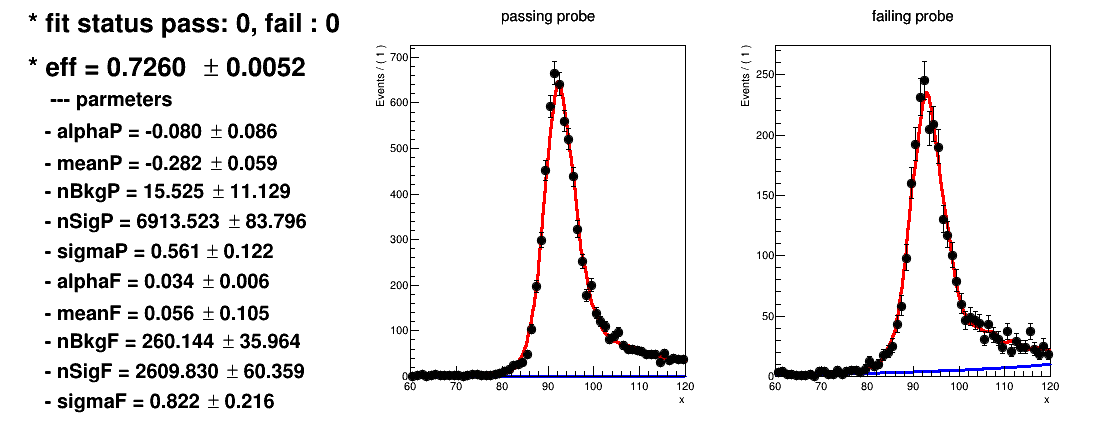 * fit status pass: 0, fail : 0
* eff = 0.7260 ± 0.0052
--- parmeters
- alphaP = -0.080 ± 0.086
- meanP = -0.282 ± 0.059
- nBkgP = 15.525 ± 11.129
- nSigP = 6913.523 ± 83.796
- sigmaP = 0.561 ± 0.122
- alphaF = 0.034 ± 0.006
- meanF = 0.056 ± 0.105
- nBkgF = 260.144 ± 35.964
- nSigF = 2609.830 ± 60.359
- sigmaF = 0.822 ± 0.216
passing probe
Events / ( 1 )
700
600
500
400
300
200
100
0
60 70 80 90 100 110 120
x
failing probe
Events / ( 1 )
250
200
150
100
50
0
60 70 80 90 100 110 120
x